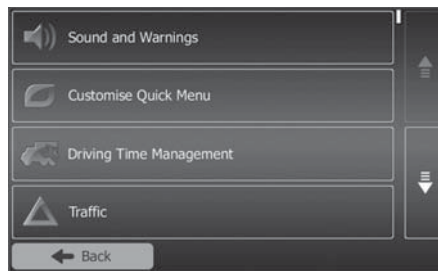 Sound and Warnings
Customise Quick Menu
Driving Time Management
Traffic
Back